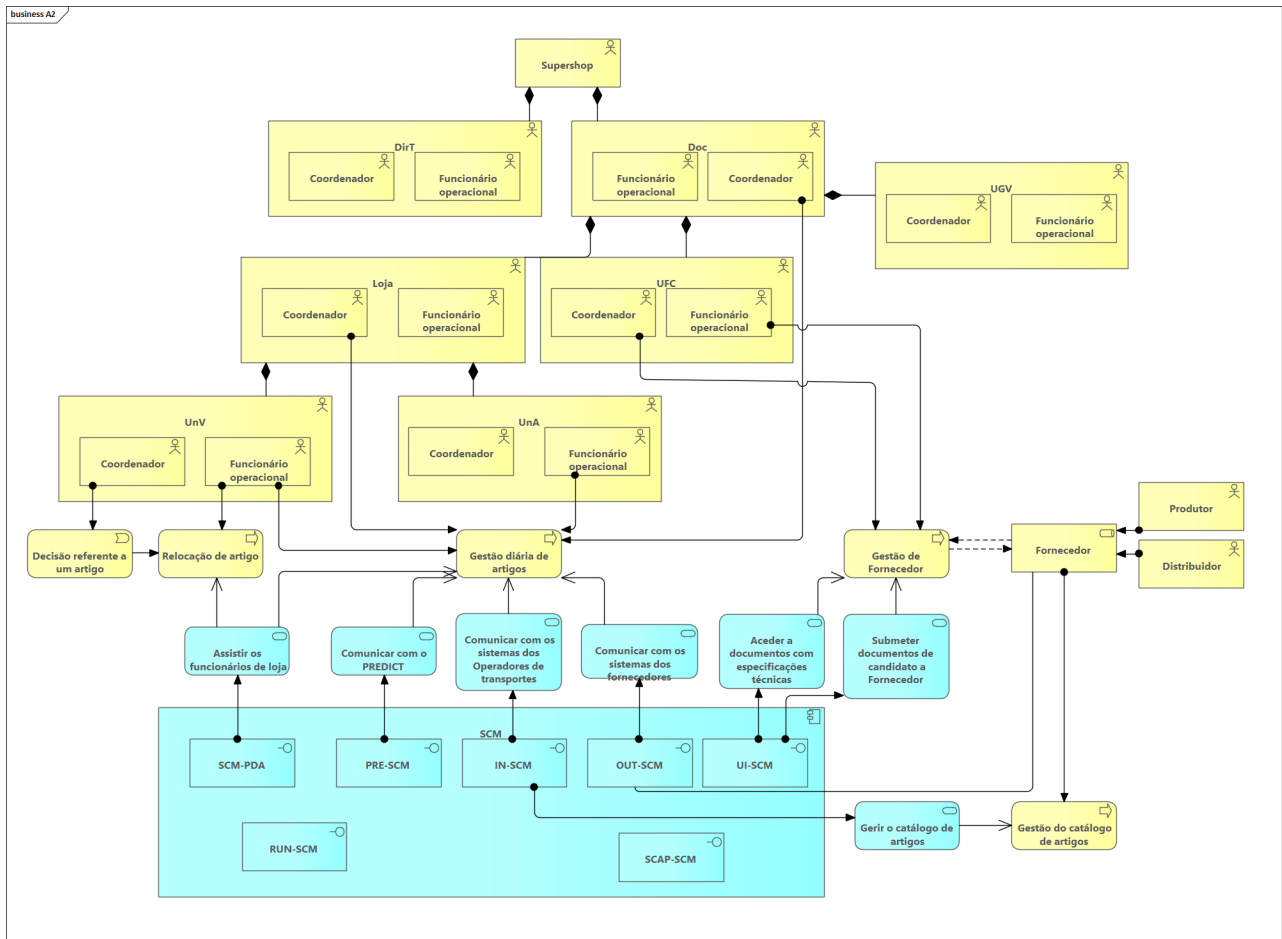 business A2
Supershop
DirT
Coordenador
Funcionário
operacional
Doc
Funcionário
operacional
Coordenador
UGV
Coordenador
Funcionário
operacional
Loja
Coordenador
Funcionário
operacional
UFC
Coordenador
Funcionário
operacional
UnV
Coordenador
Funcionário
operacional
UnA
Coordenador
Funcionário
operacional
Produtor
Distribuidor
Decisão referente a
um artigo
Relocação de artigo
Gestão diária de
artigos
Gestão de
Fornecedor
Fornecedor
Assistir os
funcionários de loja
Comunicar com o
PREDICT
Comunicar com os
sistemas dos
Operadores de
transportes
Comunicar com os
sistemas dos
fornecedores
Aceder a
documentos com
especificações
técnicas
Submeter
documentos de
candidato a
Fornecedor
SCM
SCM-PDA
PRE-SCM
IN-SCM
OUT-SCM
UI-SCM
RUN-SCM
SCAP-SCM
Gerir o catálogo de
artigos
Gestão do catálogo
de artigos